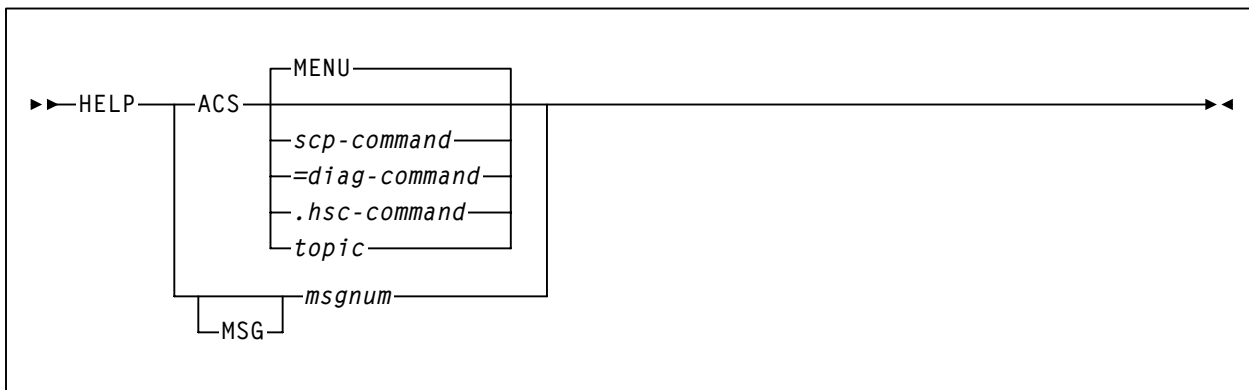 MENU
HELP ACS
scp-command
=diag-command
.hsc-command
topic
msgnum
MSG